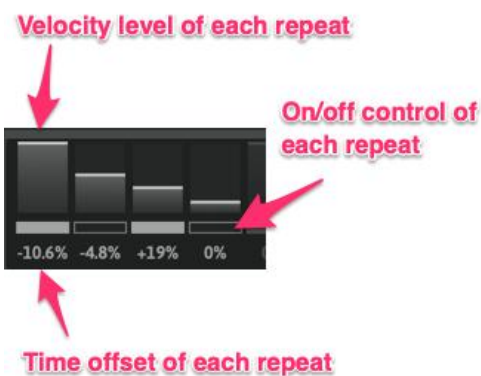 Velocity level of each repeat
On/off control of
each repeat
-10.6% -4.8% +19% 0%
Time offset of each repeat